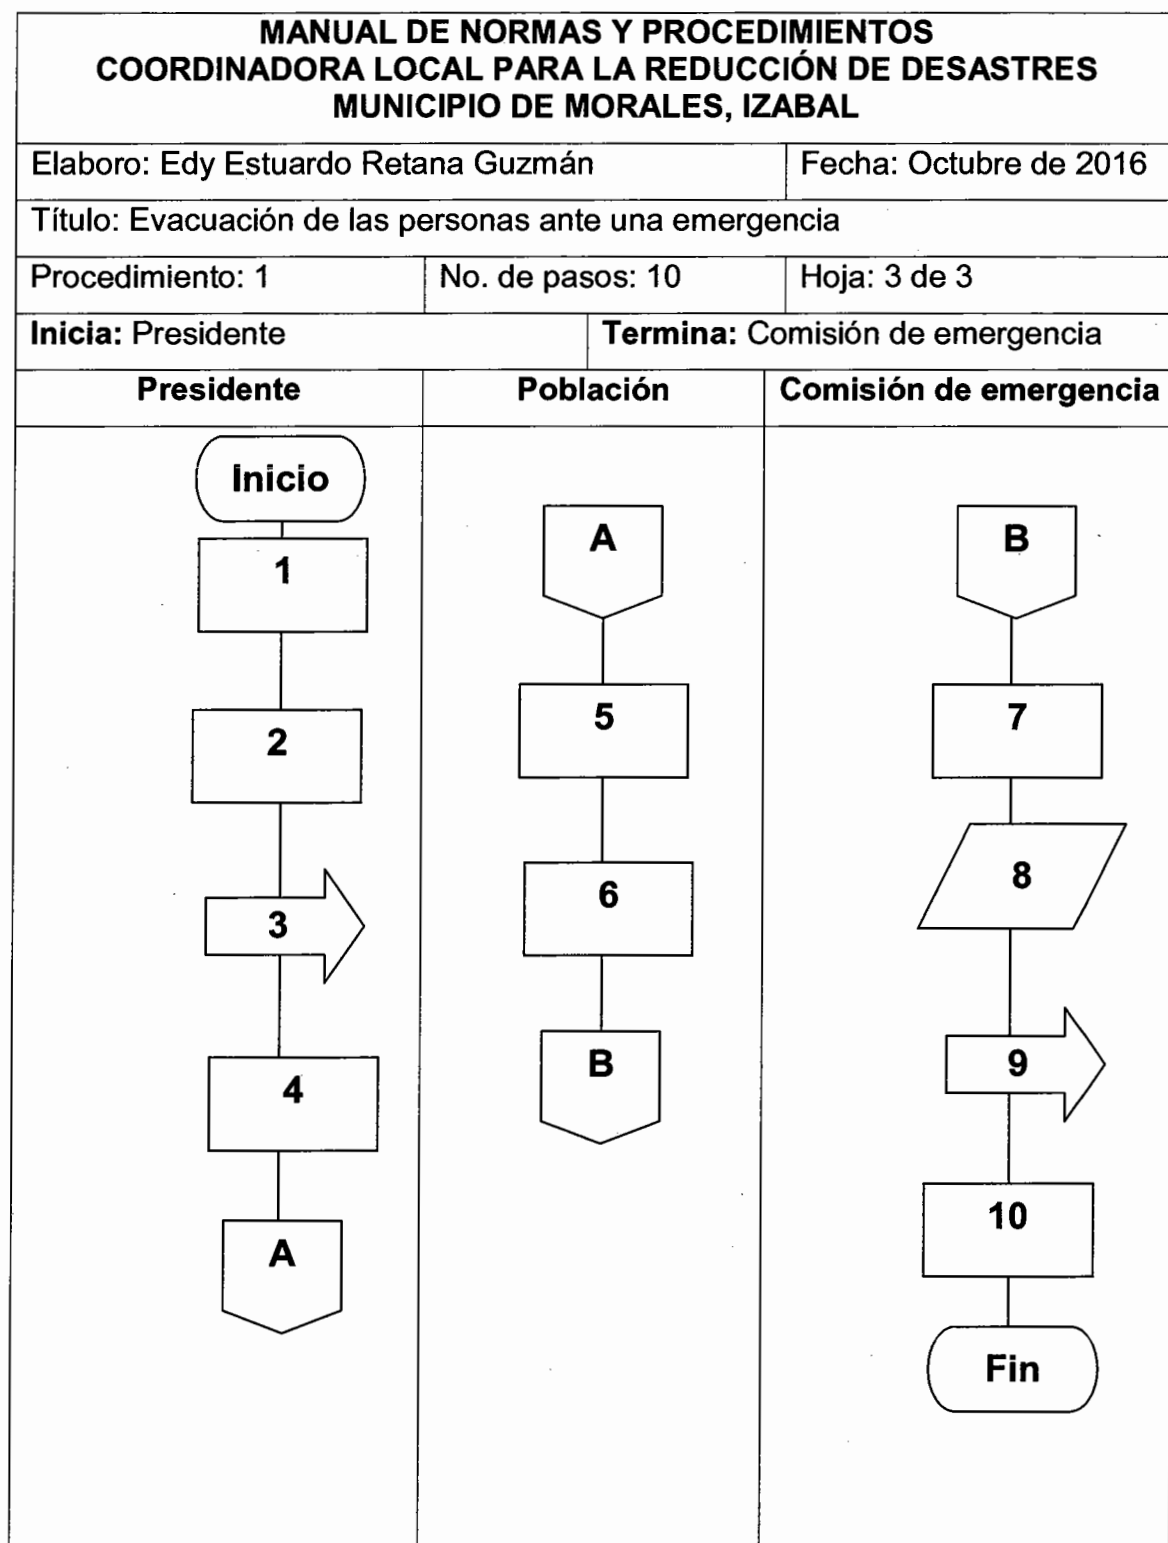 MANUAL DE NORMAS Y PROCEDIMIENTOS
COORDINADORA LOCAL PARA LA REDUCCIÓN DE DESASTRES
MUNICIPIO DE MORALES, IZABAL
Elaboro: Edy Estuardo Retana Guzmán
Fecha: Octubre de 2016
Título: Evacuación de las personas ante una emergencia
Procedimiento: 1
No. de pasos: 10
Hoja: 3 de 3
Inicia: Presidente
Termina: Comisión de emergencia
Presidente
Población
Comisión de emergencia
Inicio
1
2
3
4
A
A
5
6
B
B
7
8
9
10
Fin